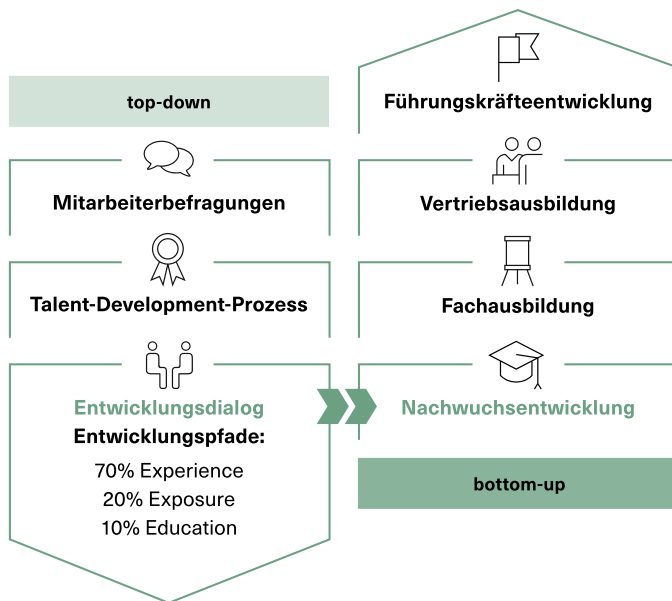 top-down
Mitarbeiterbefragungen
Talent-Development-Prozess
Entwicklungsdialog
Entwicklungspfade:
70% Experience
20% Exposure
10% Education
Führungskräfteentwicklung
Vertriebsausbildung
Fachausbildung
Nachwuchsentwicklung
bottom-up